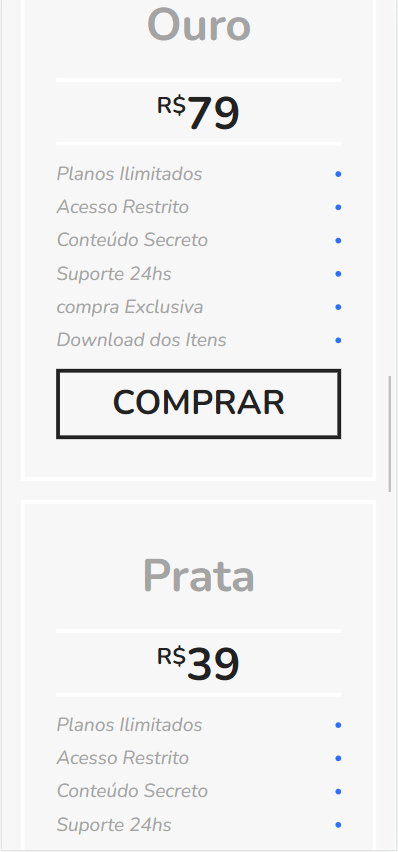 Ouro
R$79
Planos Ilimitados
Acesso Restrito
Conteúdo Secreto
Suporte 24hs
compra Exclusiva
Download dos Itens
COMPRAR
Prata
R$39
Planos Ilimitados
Acesso Restrito
Conteúdo Secreto
Suporte 24hs